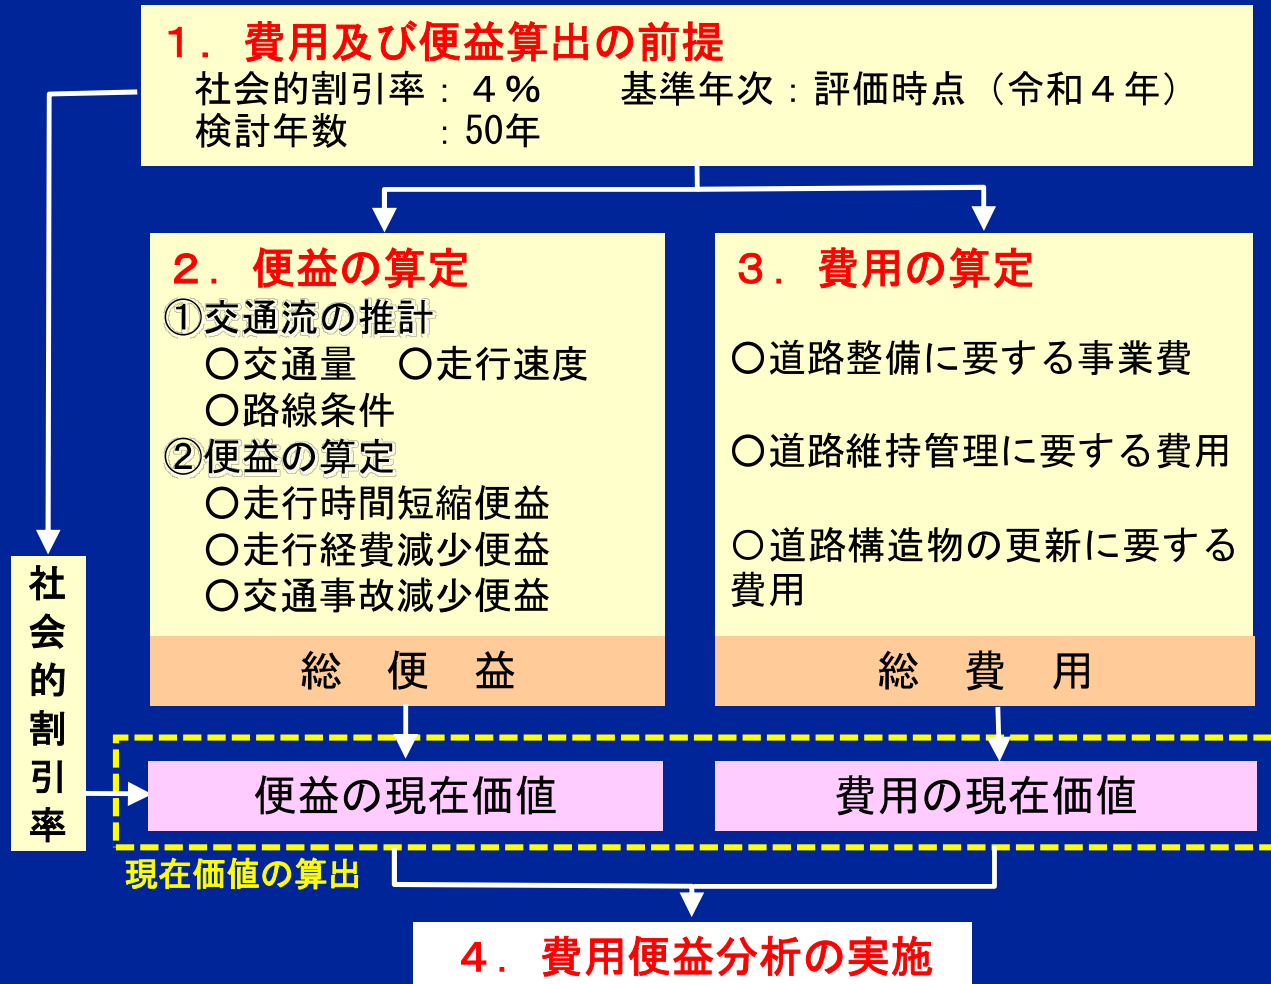 １．費用及び便益算出の前提
社会的割引率：４％　　基準年次：評価時点（令和４年）
検討年数　　：50年
２．便益の算定
①交通流の推計
〇交通量　〇走行速度
〇路線条件
②便益の算定
〇走行時間短縮便益
〇走行経費減少便益
〇交通事故減少便益
総　便　益
３．費用の算定
〇道路整備に要する事業費
〇道路維持管理に要する費用
〇道路構造物の更新に要する
費用
総　費　用
社会的割引率
便益の現在価値
費用の現在価値
現在価値の算出
４．費用便益分析の実施